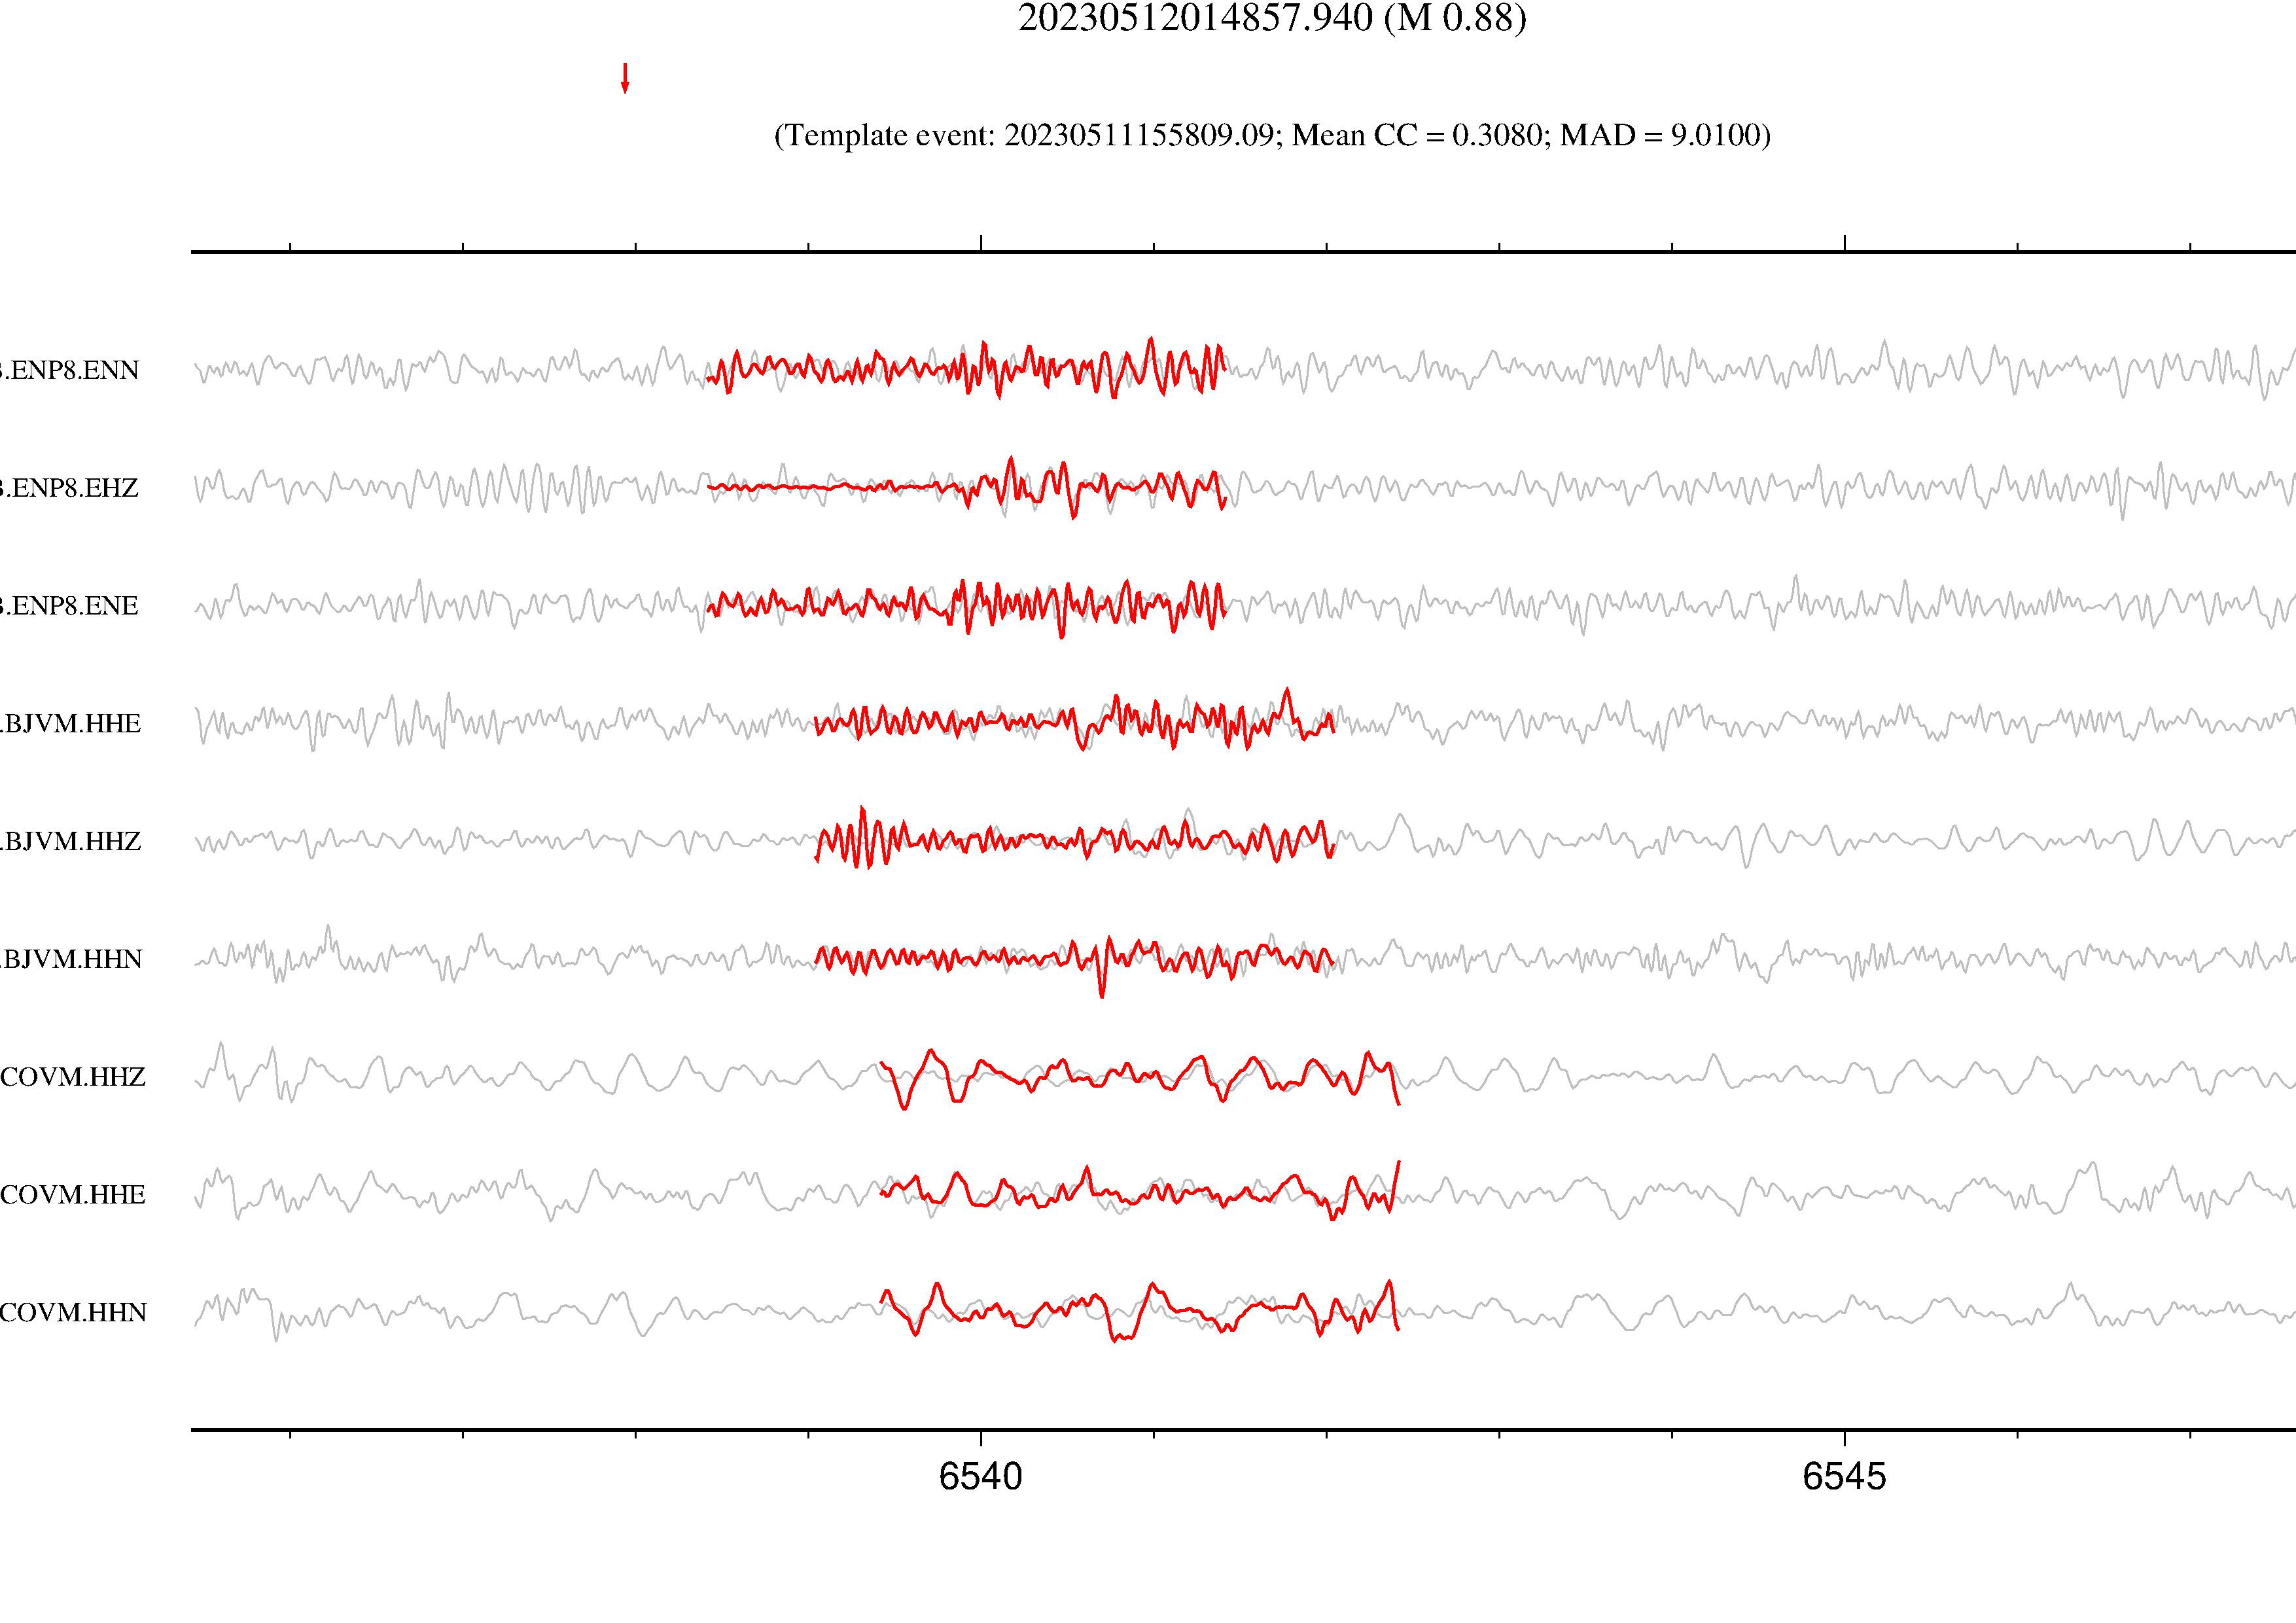 20230512014857.940 (M 0.88)
(Template event: 20230511155809.09; Mean CC = 0.3080; MAD = 9.0100)
.ENP8.ENN
.ENP8.EHZ
.ENP8.ENE
.BJVM.HHE
.BJVM.HHZ
.BJVM.HHN
COVM.HHZ
COVM.HHE
COVM.HHN
6540 6545